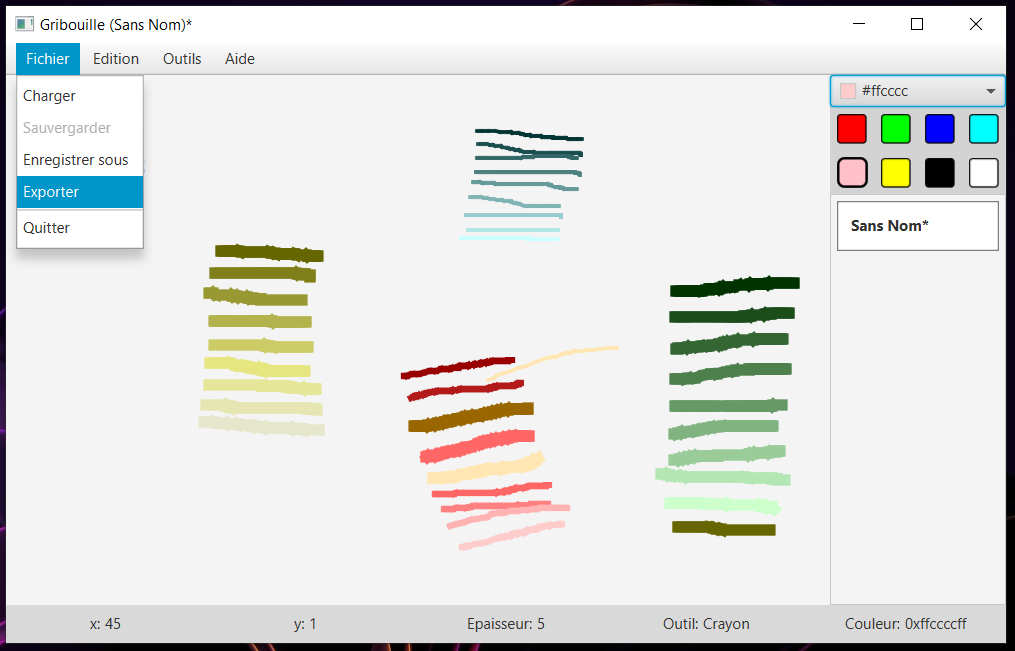 Gribouille (Sans Nom)*
Fichier Edition Outils Aide
Charger
Sauvergarder
Enregistrer sous
Exporter
Quitter
#ffcccc
Sans Nom*
x: 45 y: 1 Epaisseur: 5 Outil: Crayon Couleur: 0xffccccff